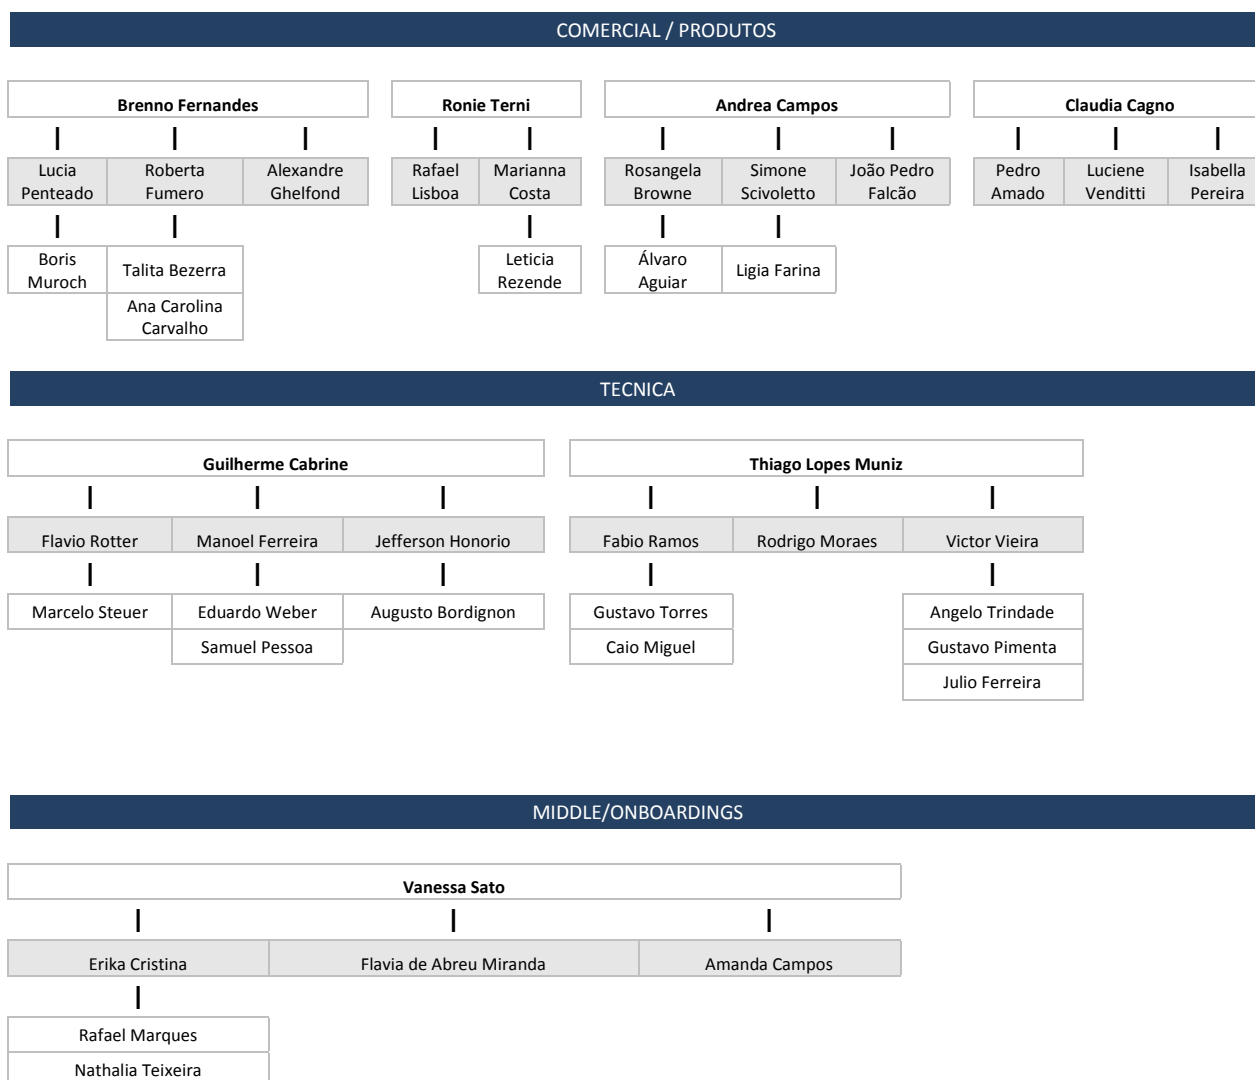 COMERCIAL / PRODUTOS
Brenno Fernandes
Ronie Terni
Andrea Campos
Claudia Cagno
Lucia
Penteado
Roberta
Fumero
Alexandre
Ghelfond
Rafael
Lisboa
Marianna
Costa
Rosangela
Browne
Simone
Scivoletto
João Pedro
Falcão
Pedro
Amado
Luciene
Venditti
Isabella
Pereira
Boris
Muroch
Talita Bezerra
Leticia
Rezende
Álvaro
Aguiar
Ligia Farina
Ana Carolina
Carvalho
TECNICA
Guilherme Cabrine
Thiago Lopes Muniz
Flavio Rotter
Manoel Ferreira
Jefferson Honorio
Fabio Ramos
Rodrigo Moraes
Victor Vieira
Marcelo Steuer
Eduardo Weber
Augusto Bordignon
Gustavo Torres
Angelo Trindade
Samuel Pessoa
Caio Miguel
Gustavo Pimenta
Julio Ferreira
MIDDLE/ONBOARDINGS
Vanessa Sato
Erika Cristina
Flavia de Abreu Miranda
Amanda Campos
Rafael Marques
Nathalia Teixeira